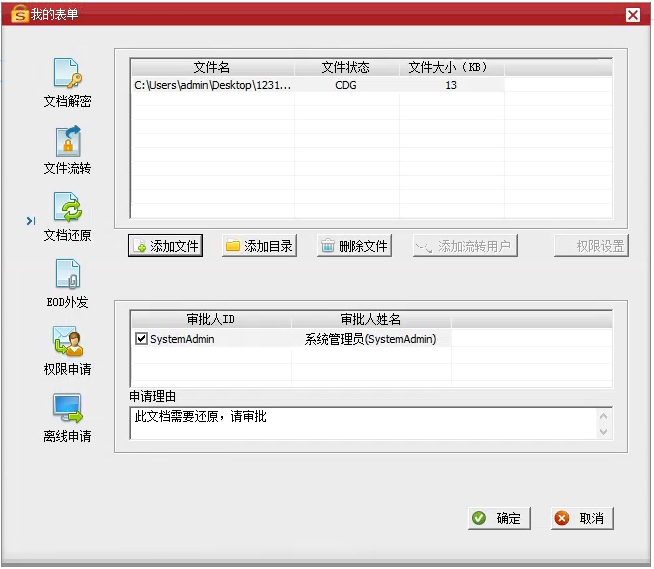 我的表单
文档解密
文件流转
文档还原
EOD外发
权限申请
离线申请
文件名 文件状态 文件大小（KB）
C:\Users\admin\Desktop\1231... CDG 13
添加文件 添加目录 删除文件 添加流转用户 权限设置
审批人ID 审批人姓名
SystemAdmin 系统管理员(SystemAdmin)
申请理由
此文档需要还原，请审批
确定 取消